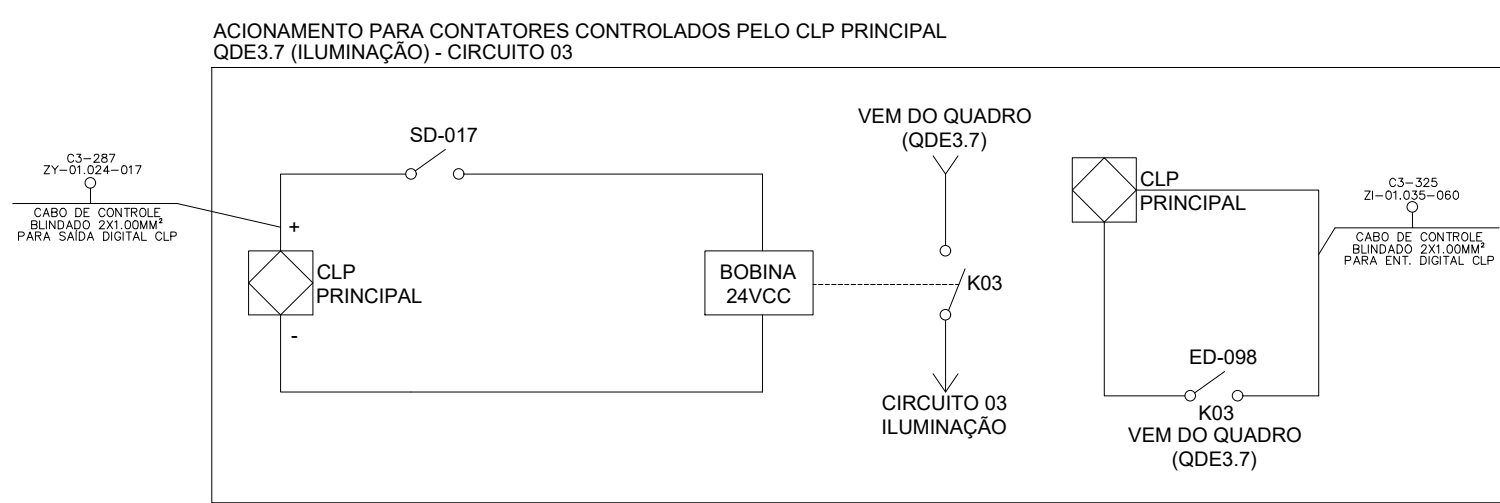 ACIONAMENTO PARA CONTATORES CONTROLADOS PELO CLP PRINCIPAL
QDE3.7 (ILUMINAÇÃO) - CIRCUITO 03
C3-287
ZY-01.024-017
CABO DE CONTROLE
BLINDADO 2X1.00MM²
PARA SAÍDA DIGITAL CLP
SD-017
+
CLP
PRINCIPAL
-
BOBINA
24VCC
VEM DO QUADRO
(QDE3.7)
K03
CIRCUITO 03
ILUMINAÇÃO
CLP
PRINCIPAL
ED-098
K03
VEM DO QUADRO
(QDE3.7)
C3-325
ZI-01.035-060
CABO DE CONTROLE
BLINDADO 2X1.00MM²
PARA ENT. DIGITAL CLP